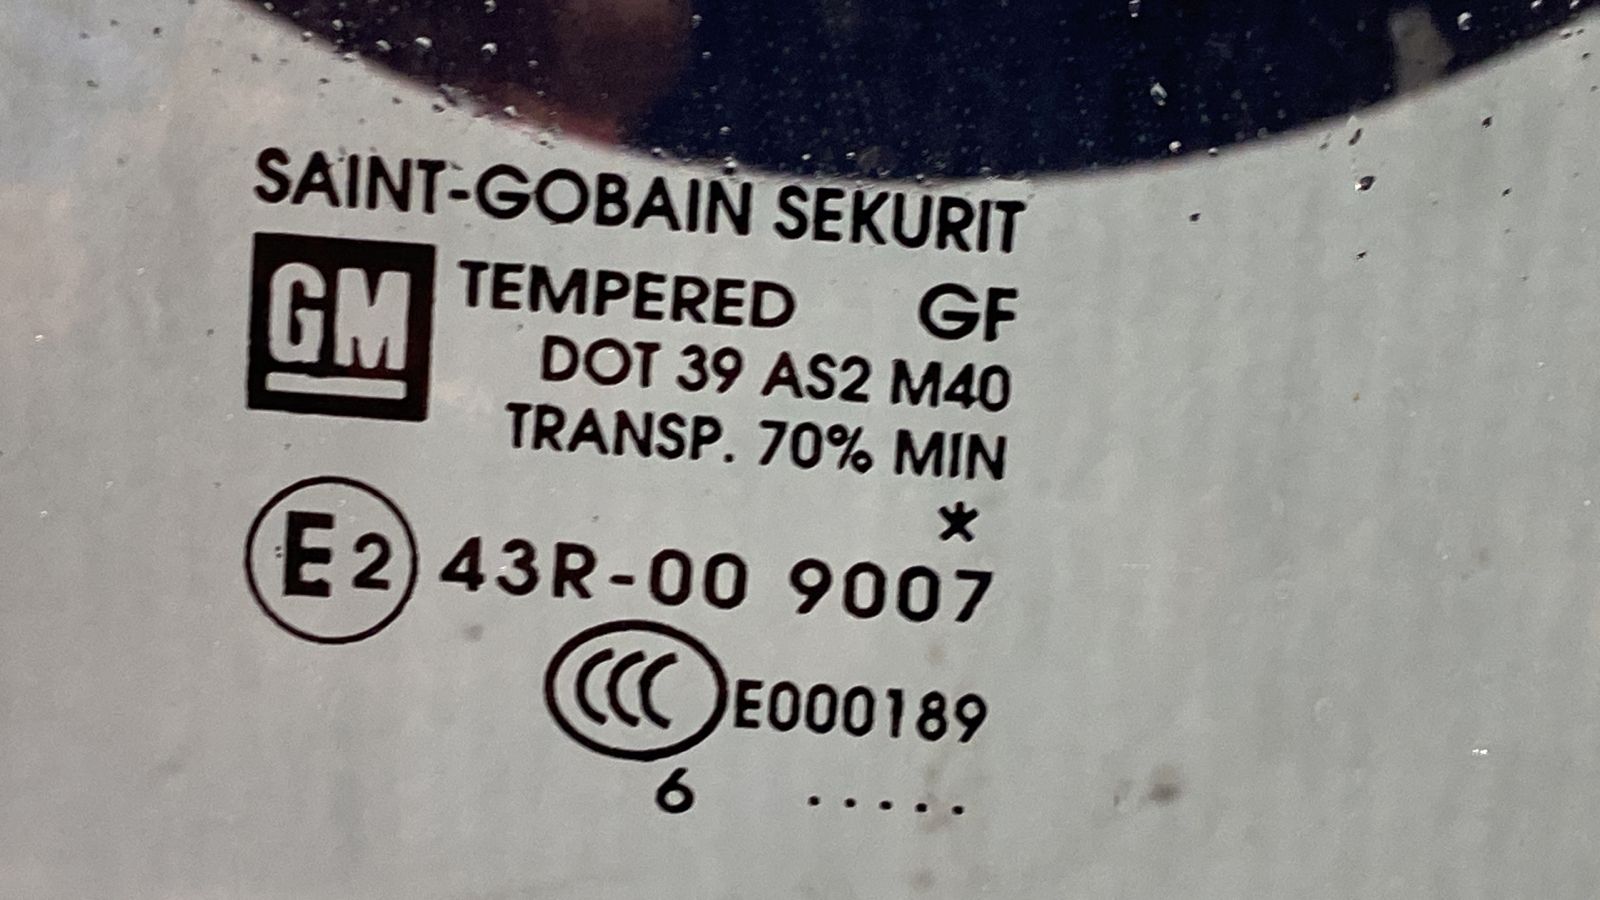 SAINT-GOBAIN SEKURIT
GM TEMPERED GF
DOT 39 AS2 M40
TRANSP. 70% MIN
*
E2 43R-00 9007
CCC E000189
6 .....